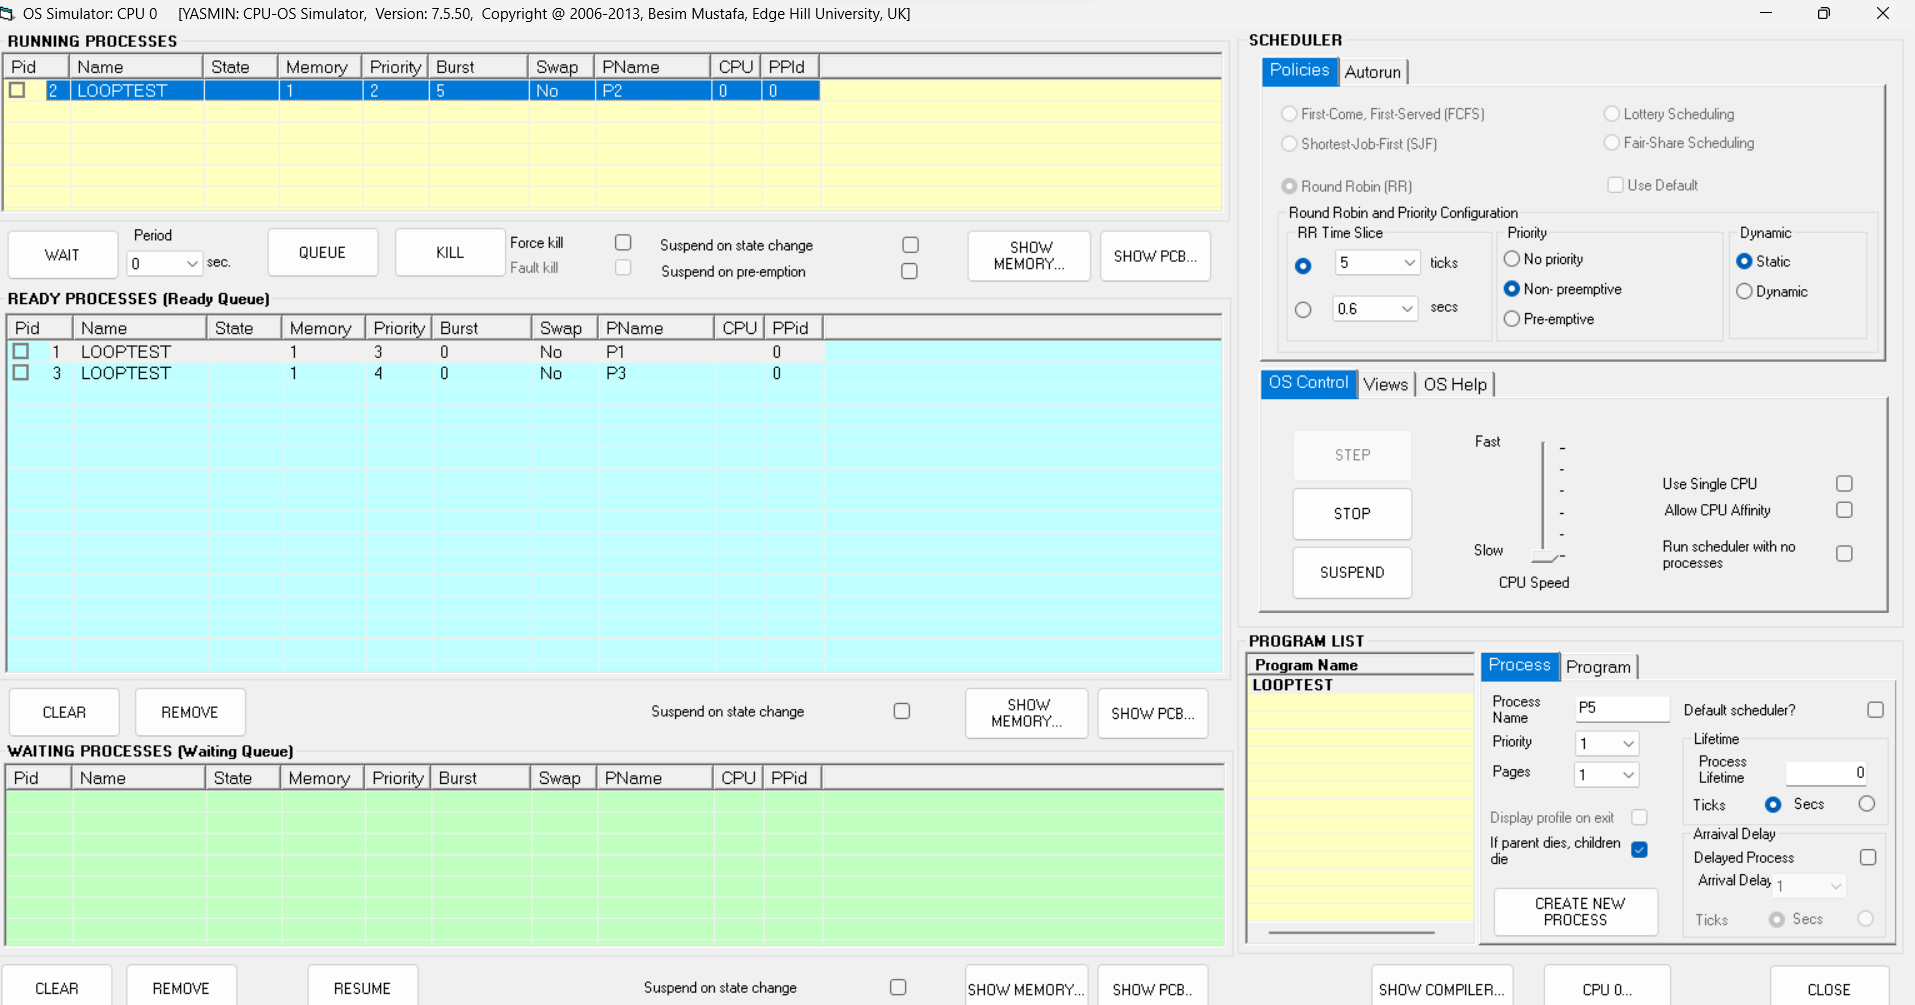 OS Simulator: CPU 0 [YASMIN: CPU-OS Simulator, Version: 7.5.50, Copyright @ 2006-2013, Besim Mustafa, Edge Hill University, UK]
RUNNING PROCESSES
Pid Name State Memory Priority Burst Swap PName CPU PPId
2 LOOPTEST 1 2 5 No P2 0 0
WAIT
Period
0 sec.
QUEUE
KILL
Force kill
Fault kill
Suspend on state change
Suspend on pre-emption
SHOW
MEMORY...
SHOW PCB...
READY PROCESSES (Ready Queue)
Pid Name State Memory Priority Burst Swap PName CPU PPid
1 LOOPTEST 1 3 0 No P1 0
3 LOOPTEST 1 4 0 No P3 0
CLEAR
REMOVE
Suspend on state change
SHOW
MEMORY...
SHOW PCB...
WAITING PROCESSES (Waiting Queue)
Pid Name State Memory Priority Burst Swap PName CPU PPid
CLEAR
REMOVE
RESUME
Suspend on state change
SHOW MEMORY...
SHOW PCB..
SCHEDULER
Policies Autorun
First-Come, First-Served (FCFS)
Lottery Scheduling
Shortest-Job-First (SJF)
Fair-Share Scheduling
Round Robin (RR)
Use Default
Round Robin and Priority Configuration
RR Time Slice
5 ticks
0.6 secs
Priority
No priority
Non- preemptive
Pre-emptive
Dynamic
Static
Dynamic
OS Control Views OS Help
STEP
STOP
SUSPEND
Fast
Slow
CPU Speed
Use Single CPU
Allow CPU Affinity
Run scheduler with no
processes
PROGRAM LIST
Program Name
LOOPTEST
Process Program
Process
Name
P5
Priority
1
Pages
1
Display profile on exit
If parent dies, children
die
CREATE NEW
PROCESS
Default scheduler?
Lifetime
Process
Lifetime
0
Ticks Secs
Arraival Delay
Delayed Process
Arrival Delay
1
Ticks Secs
SHOW COMPILER...
CPU 0...
CLOSE